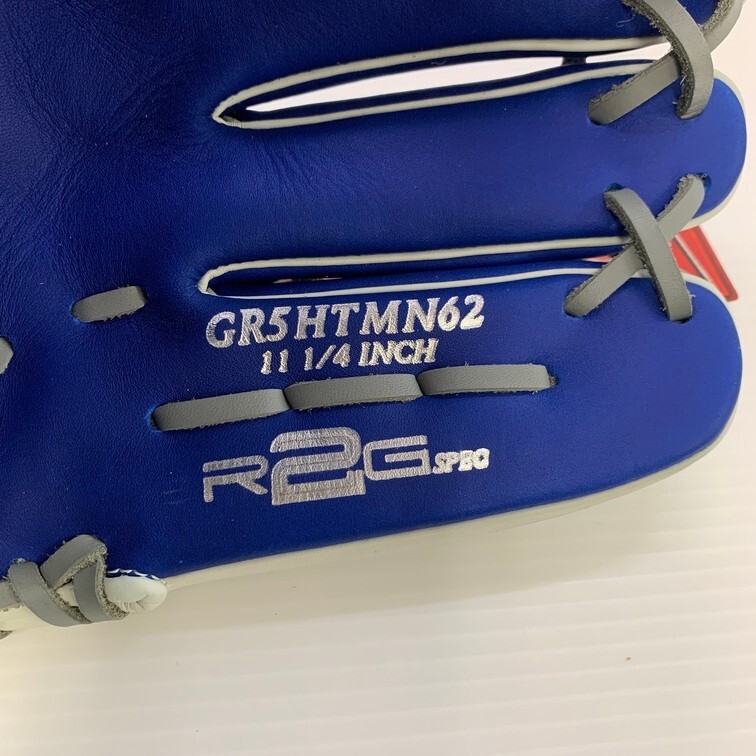 GR5HTMN62
11 1/4 INCH
R2G SPEC